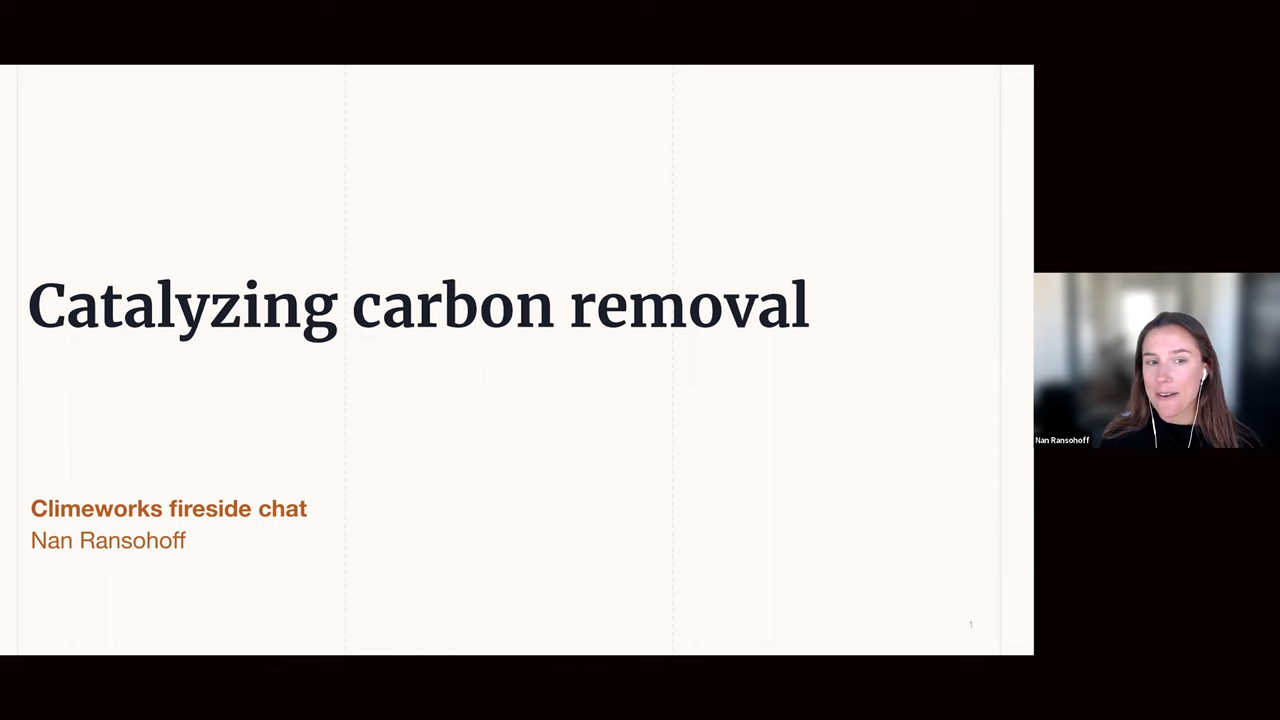 Catalyzing carbon removal
Climeworks fireside chat
Nan Ransohoff
1
Nan Ransohoff